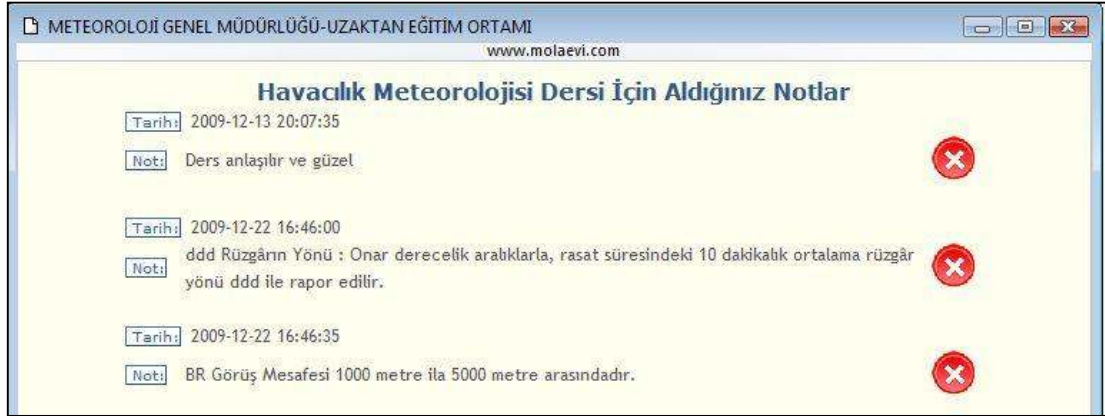 METEOROLOJİ GENEL MÜDÜRLÜĞÜ-UZAKTAN EĞİTİM ORTAMI
www.molaevi.com
Havacılık Meteorolojisi Dersi İçin Aldığınız Notlar
Tarih: 2009-12-13 20:07:35
Not: Ders anlaşılır ve güzel
Tarih: 2009-12-22 16:46:00
Not: ddd Rüzgârın Yönü : Onar derecelik aralıklarla, rasat süresindeki 10 dakikalık ortalama rüzgâr
yönü ddd ile rapor edilir.
Tarih: 2009-12-22 16:46:35
Not: BR Görüş Mesafesi 1000 metre ila 5000 metre arasındadır.